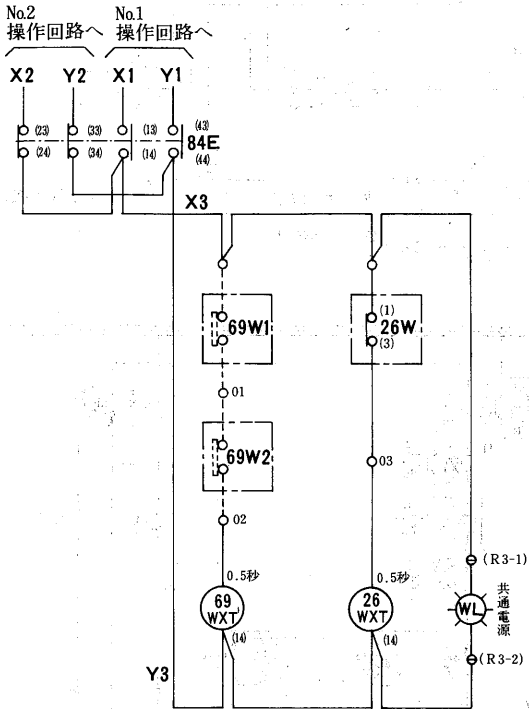 No.2 No.1
操作回路へ 操作回路へ
X2 Y2 X1 Y1
(23) (33) (13) (43)
84E
(24) (34) (14) (44)
X3
(1)
69W1 26W
(3)
01
69W2
03
02
(R3-1)
0.5秒 0.5秒
69 WXT
26 WXT
WL
共通電源
(14) (14)
(R3-2)
Y3